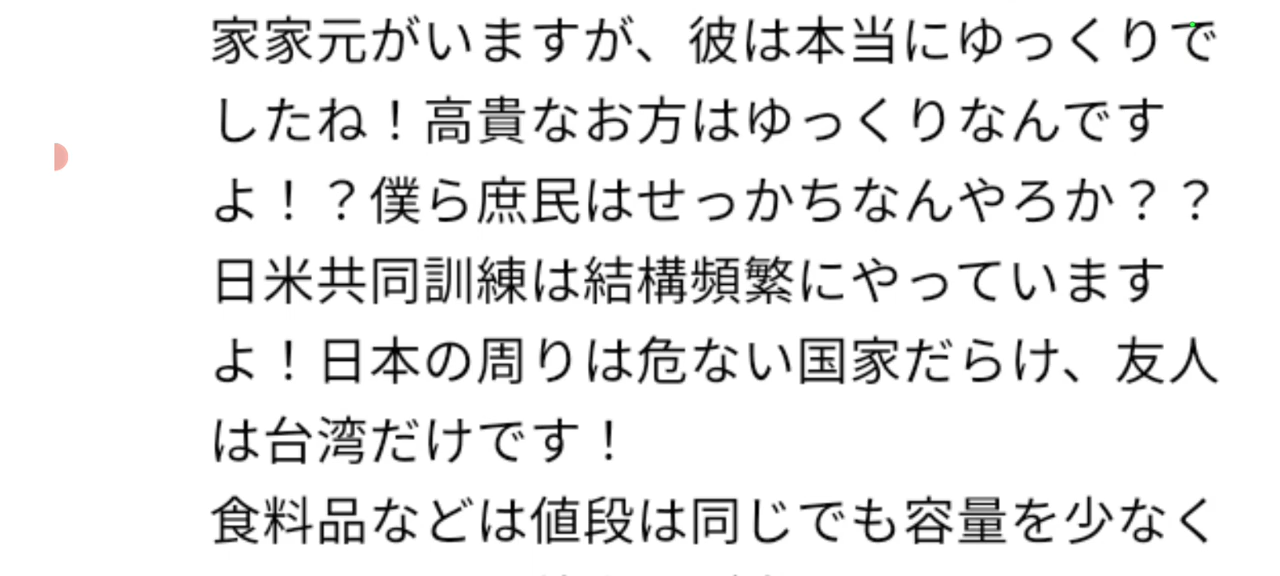 家家元がいますが、彼は本当にゆっくりで
したね！高貴なお方はゆっくりなんです
よ！？僕ら庶民はせっかちなんやろか？？
日米共同訓練は結構頻繁にやっています
よ！日本の周りは危ない国家だらけ、友人
は台湾だけです！
食料品などは値段は同じでも容量を少なく